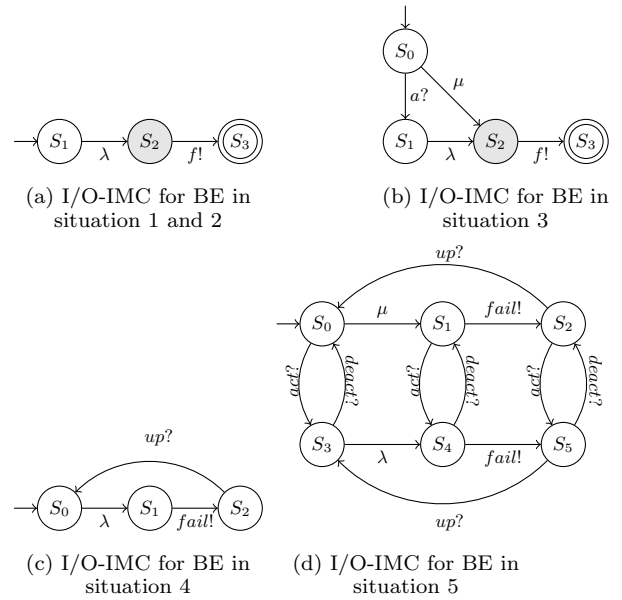 S₁ λ S₂ f! S₃
(a) I/O-IMC for BE in
situation 1 and 2
S₀
a? μ
S₁ λ S₂ f! S₃
(b) I/O-IMC for BE in
situation 3
up?
S₀ λ S₁ fail! S₂
(c) I/O-IMC for BE in
situation 4
up?
S₀ μ S₁ fail! S₂
act? deact? act? deact? act? deact?
S₃ λ S₄ fail! S₅
up?
(d) I/O-IMC for BE in
situation 5